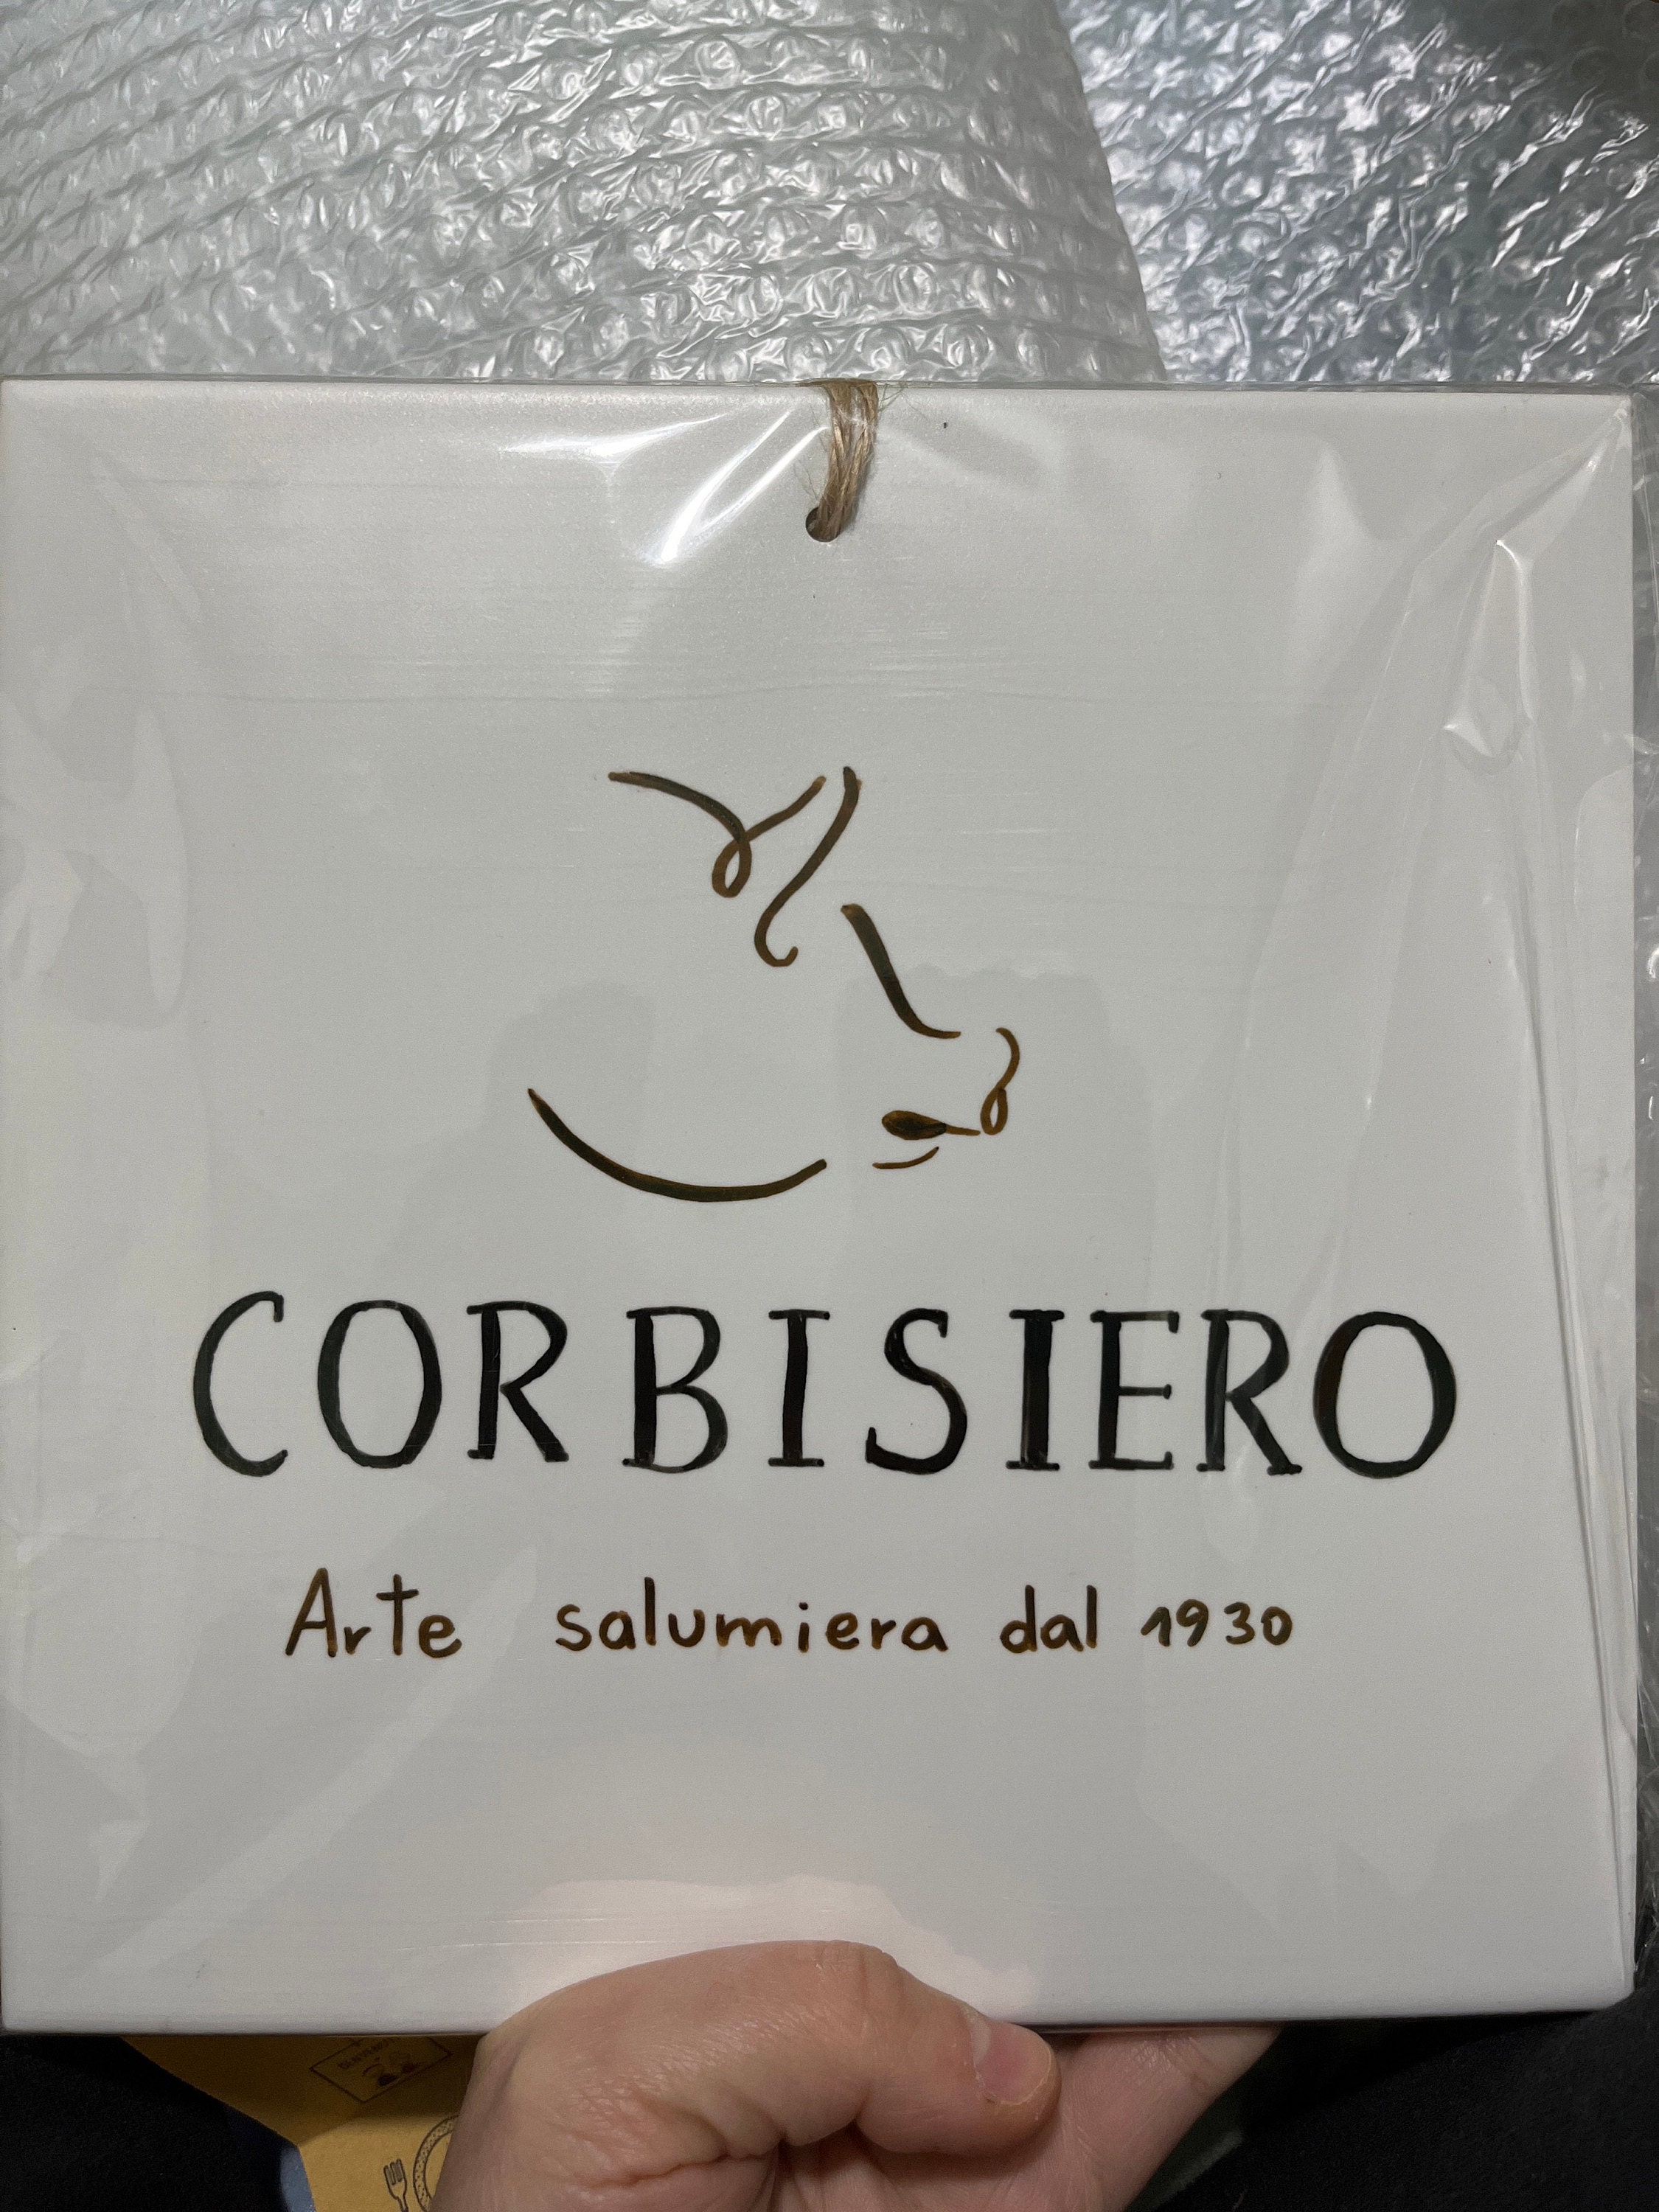 CORBISIERO
Arte salumiera dal 1930